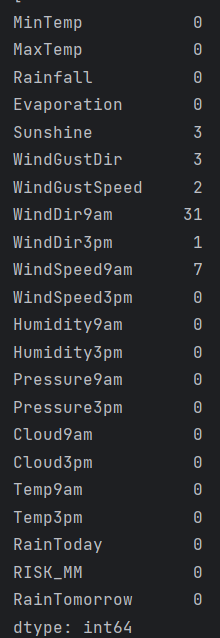 MinTemp 0
MaxTemp 0
Rainfall 0
Evaporation 0
Sunshine 3
WindGustDir 3
WindGustSpeed 2
WindDir9am 31
WindDir3pm 1
WindSpeed9am 7
WindSpeed3pm 0
Humidity9am 0
Humidity3pm 0
Pressure9am 0
Pressure3pm 0
Cloud9am 0
Cloud3pm 0
Temp9am 0
Temp3pm 0
RainToday 0
RISK_MM 0
RainTomorrow 0
dtype: int64